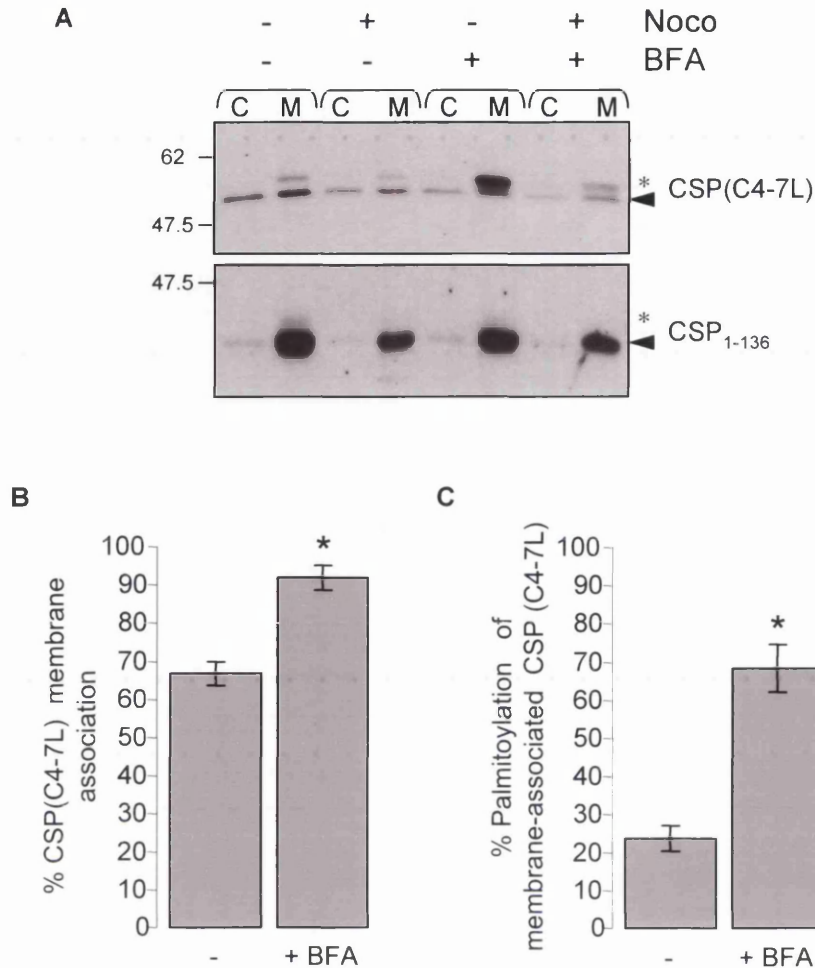 A
- + - + Noco
- - + + BFA
C M C M C M C M
62
* CSP(C4-7L)
47.5
47.5
* CSP1-136
B
% CSP(C4-7L) membrane
association
100
90
80
70
60
50
40
30
20
10
0
*
- + BFA
C
% Palmitoylation of
membrane-associated CSP (C4-7L)
100
90
80
70
60
50
40
30
20
10
0
*
- + BFA